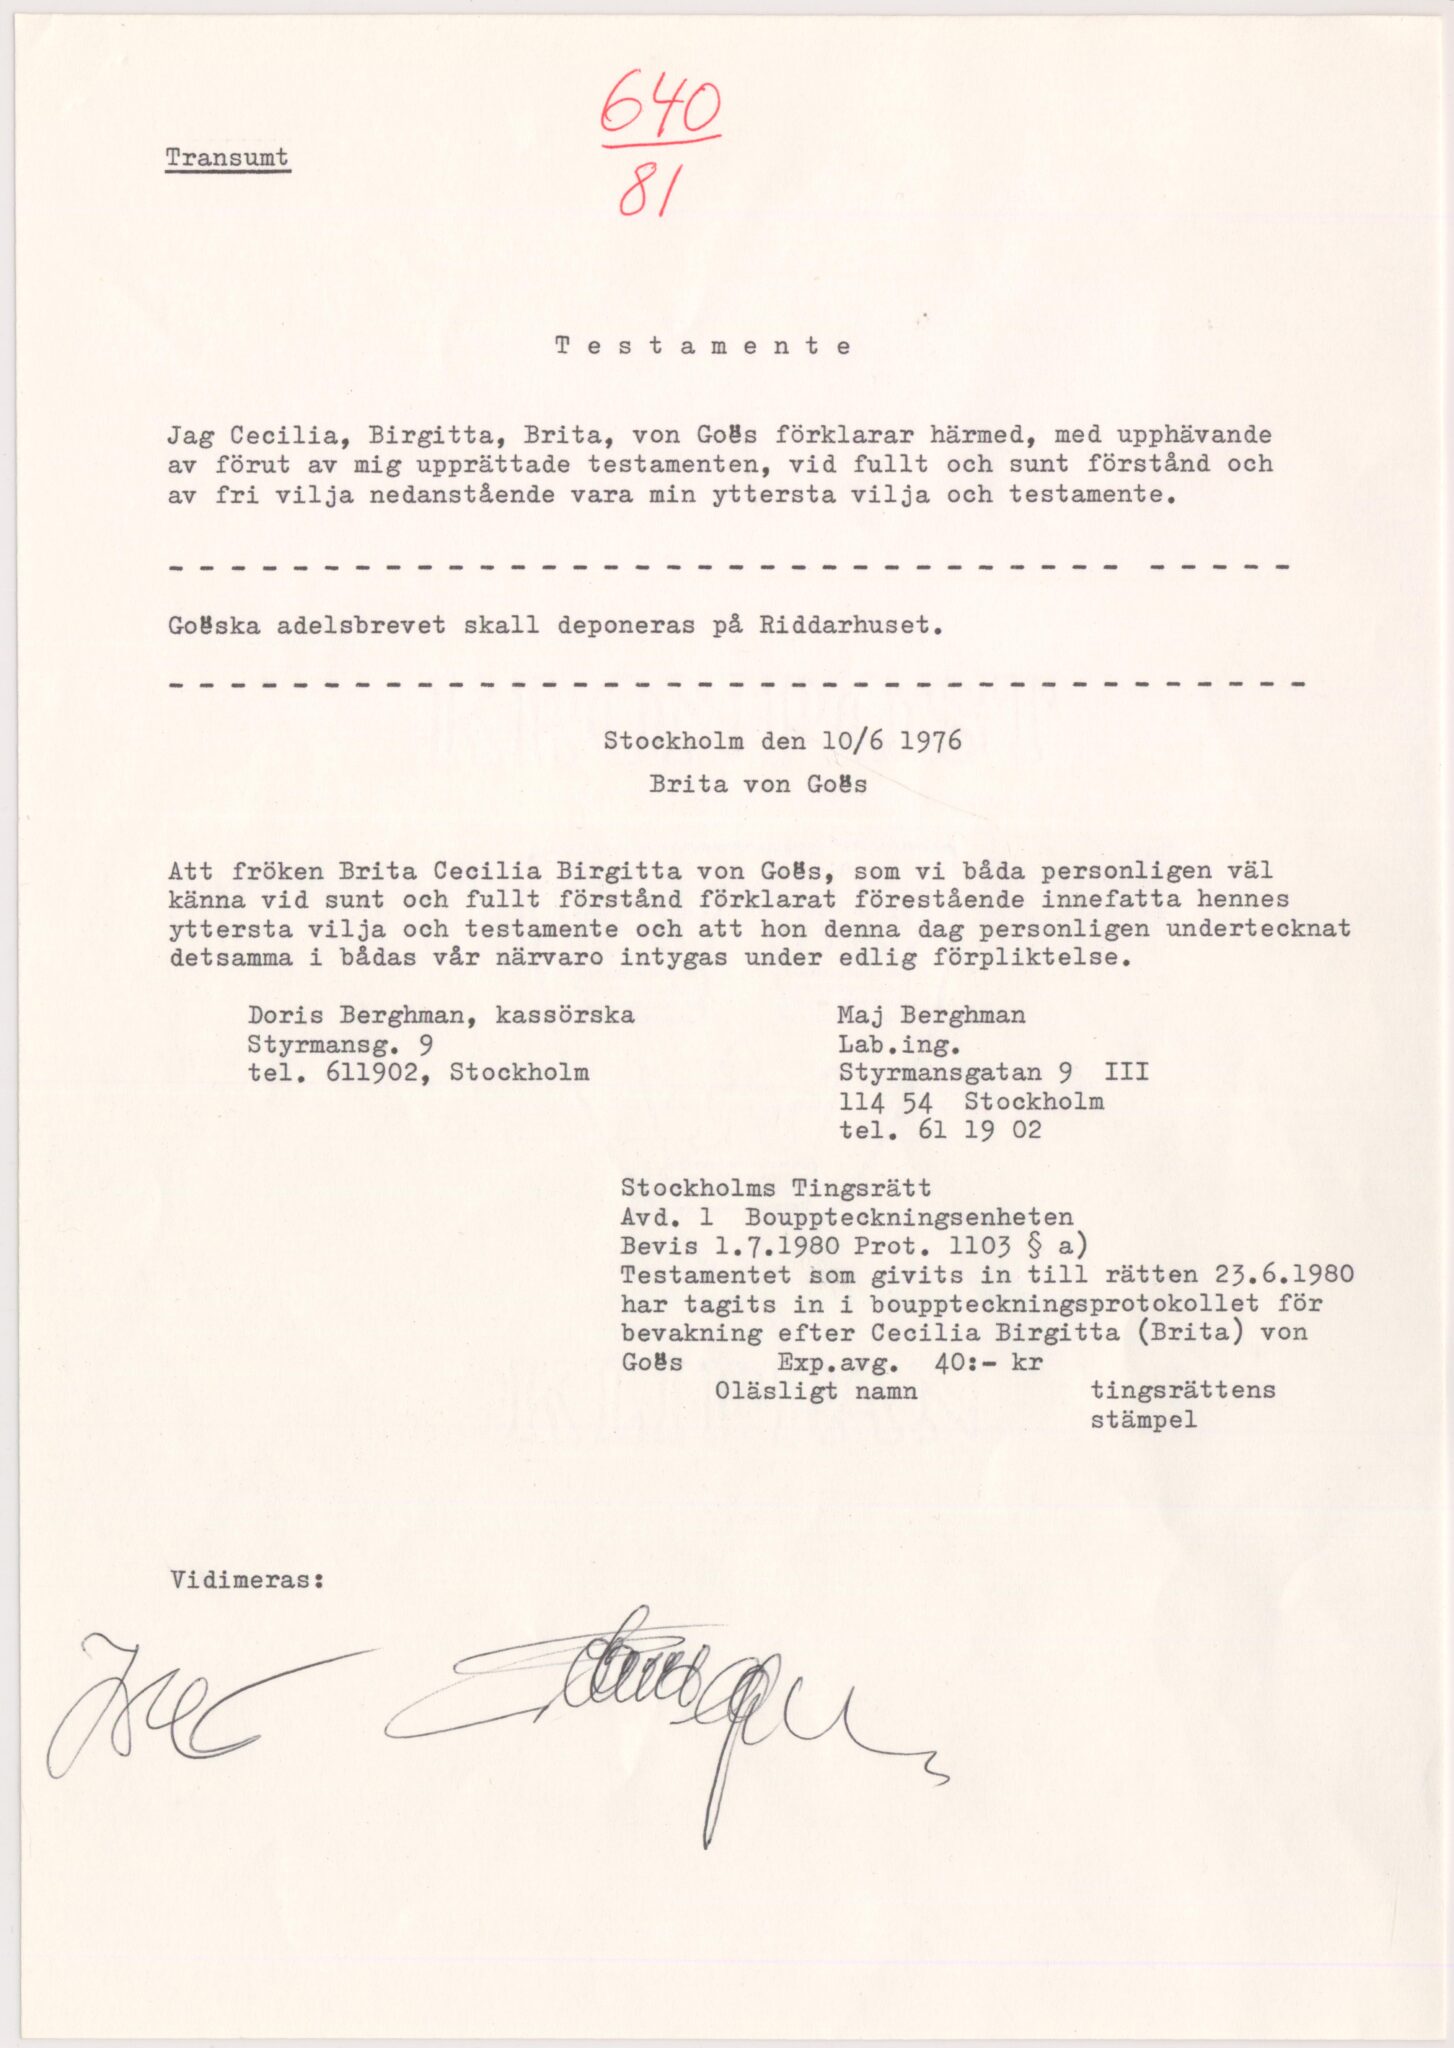 640
81
Transumt
Testamente
Jag Cecilia, Birgitta, Brita, von Goës förklarar härmed, med upphävande
av förut av mig upprättade testamenten, vid fullt och sunt förstånd och
av fri vilja nedanstående vara min yttersta vilja och testamente.
- - - - - - - - - - - - - - - - - - - - - - - - - - - - - - -  - - - - -
Goëska adelsbrevet skall deponeras på Riddarhuset.
- - - - - - - - - - - - - - - - - - - - - - - - - - - - - - - - - - - - -
Stockholm den 10/6 1976
Brita von Goës
Att fröken Brita Cecilia Birgitta von Goës, som vi båda personligen väl
känna vid sunt och fullt förstånd förklarat förestående innefatta hennes
yttersta vilja och testamente och att hon denna dag personligen undertecknat
detsamma i bådas vår närvaro intygas under edlig förpliktelse.
Doris Berghman, kassörska
Styrmansg. 9
tel. 611902, Stockholm
Maj Berghman
Lab.ing.
Styrmansgatan 9 III
114 54 Stockholm
tel. 61 19 02
Stockholms Tingsrätt
Avd. 1 Bouppteckningsenheten
Bevis 1.7.1980 Prot. 1103 § a)
Testamentet som givits in till rätten 23.6.1980
har tagits in i bouppteckningsprotokollet för
bevakning efter Cecilia Birgitta (Brita) von
Goës Exp.avg. 40:- kr
Oläsligt namn tingsrättens
stämpel
Vidimeras: